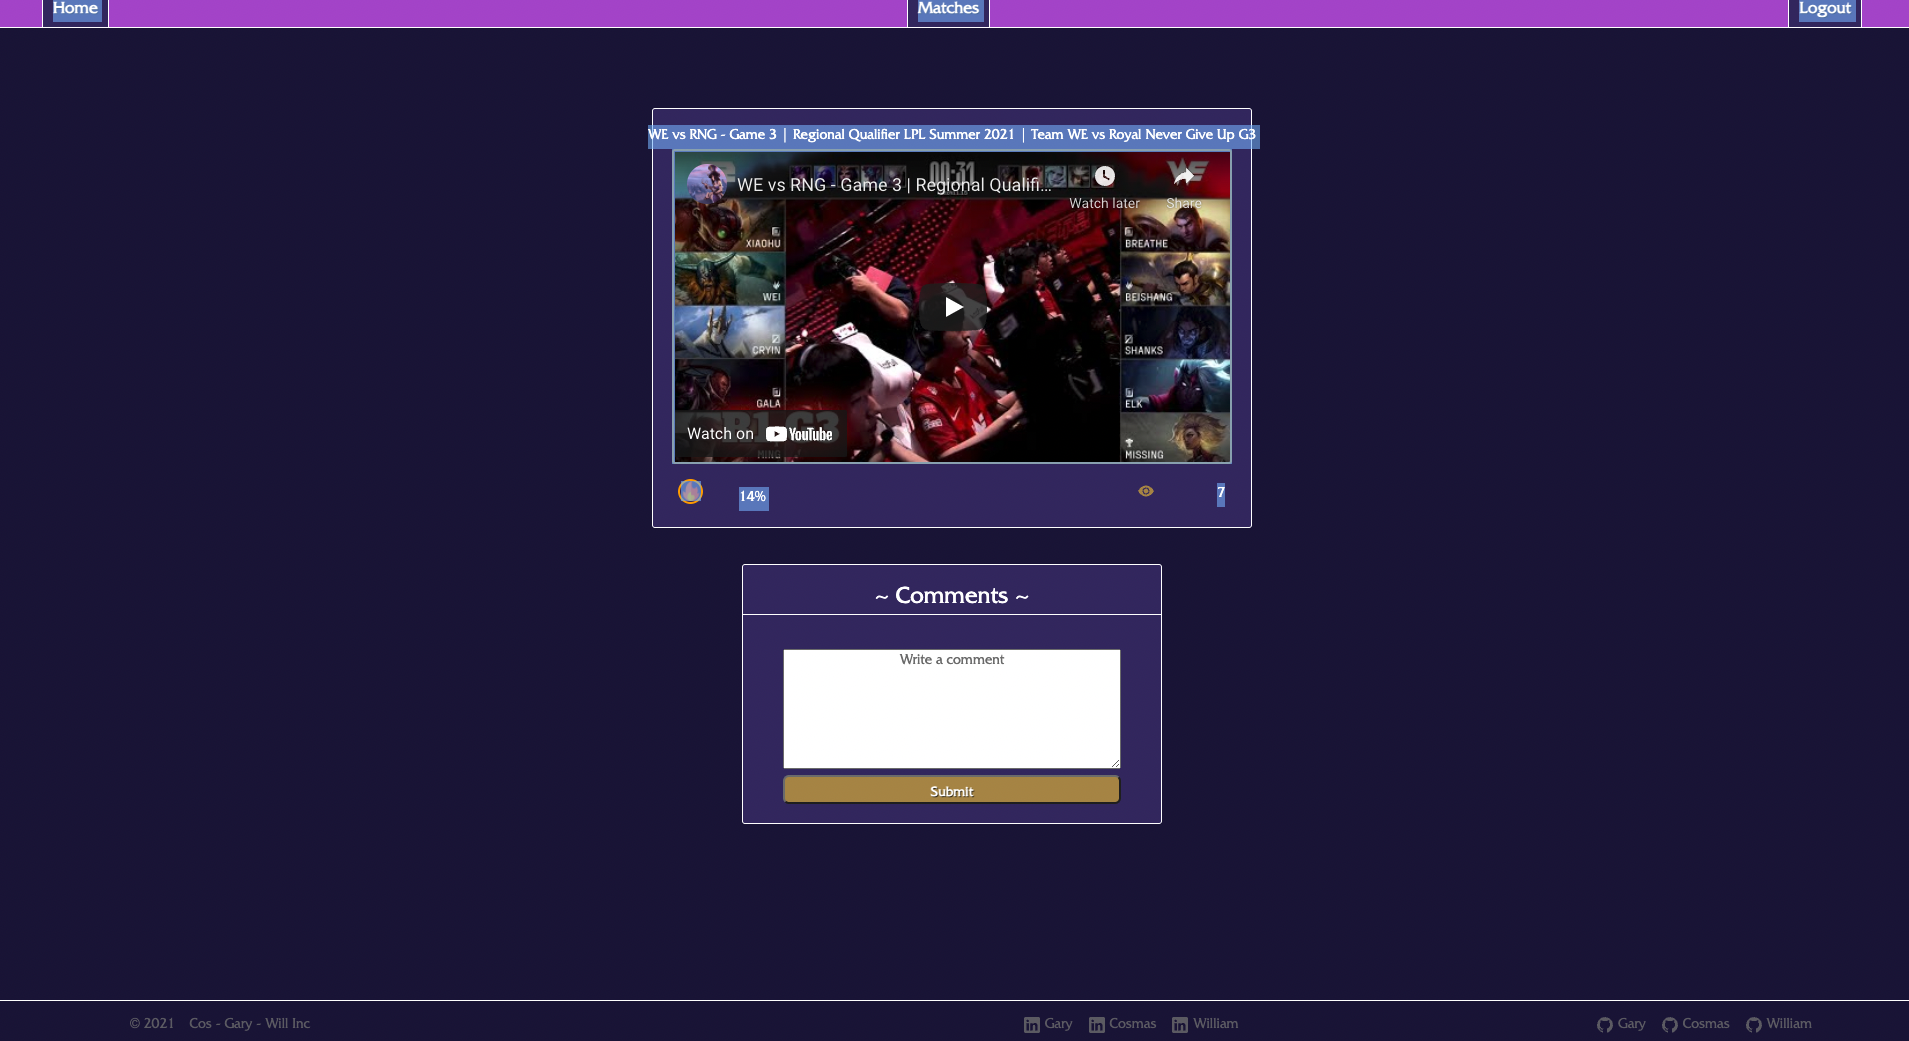 Home Matches Logout
WE vs RNG - Game 3 | Regional Qualifier LPL Summer 2021 | Team WE vs Royal Never Give Up G3
00:31
WE
WE vs RNG - Game 3 | Regional Qualifi...
Watch later Share
XIAOHU BREATHE
WEI BEISHANG
CRYIN SHANKS
GALA ELK
Watch on YouTube
MING MISSING
14% 7
~ Comments ~
Write a comment
Submit
© 2021 Cos - Gary - Will Inc Gary Cosmas William Gary Cosmas William